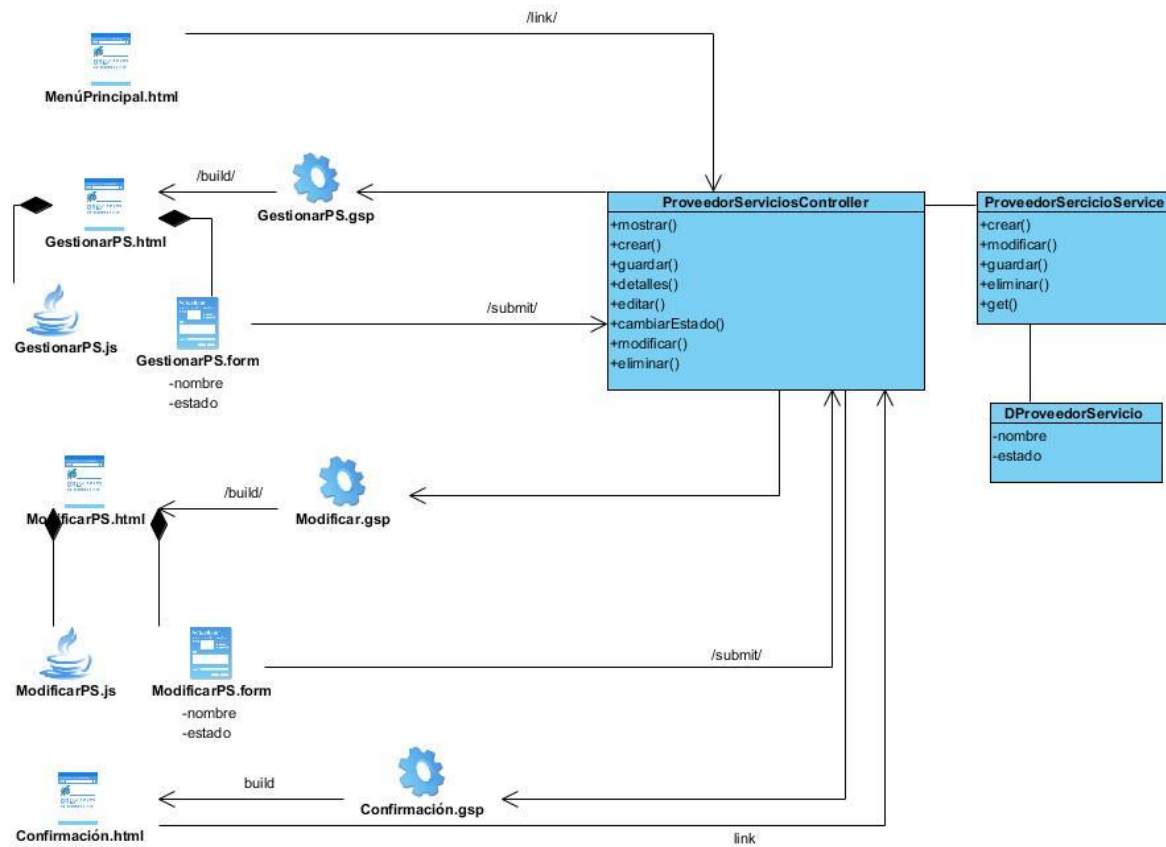 /link/
MenúPrincipal.html
/build/
GestionarPS.gsp
GestionarPS.html
GestionarPS.js
GestionarPS.form
-nombre
-estado
/submit/
ProveedorServiciosController
+mostrar()
+crear()
+guardar()
+detalles()
+editar()
+cambiarEstado()
+modificar()
+eliminar()
ProveedorSercicioService
+crear()
+modificar()
+guardar()
+eliminar()
+get()
DProveedorServicio
-nombre
-estado
/build/
Modificar.gsp
ModificarPS.html
ModificarPS.js
ModificarPS.form
-nombre
-estado
/submit/
build
Confirmación.gsp
Confirmación.html
link